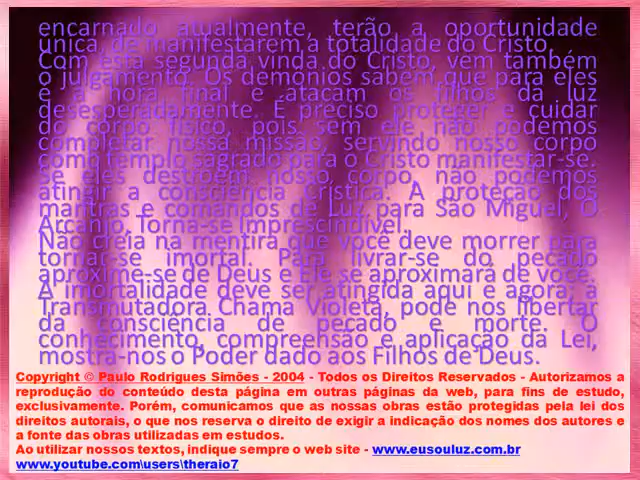 encarnado atualmente, terão a oportunidade
única, de manifestarem a totalidade do Cristo.
Com esta segunda vinda do Cristo, vem também
o julgamento. Os demônios sabem que para eles
é a hora final e atacam os filhos da luz
desesperadamente. É preciso proteger e cuidar
do corpo físico, pois sem ele não podemos
completar nossa missão, servindo nosso corpo
como templo sagrado para o Cristo manifestar-se.
Se eles destroem nosso corpo, não podemos
atingir a consciência crística. A proteção dos
mantras e comandos de Luz para São Miguel, O
Arcanjo. Torna-se Imprescindível.
Não creia na mentira que você deve morrer para
tornar-se imortal. Para livrar-se do pecado
aproxime-se de Deus e Ele se aproximará de você.
A imortalidade deve ser atingida aqui e agora, a
Transmutadora Chama Violeta, pode nos libertar
da consciência de pecado e morte. O
conhecimento, compreensão e aplicação da Lei,
mostra-nos o Poder dado aos Filhos de Deus.
Copyright © Paulo Rodrigues Simões - 2004 - Todos os Direitos Reservados - Autorizamos a
reprodução do conteúdo desta página em outras páginas da web, para fins de estudo,
exclusivamente. Porém, comunicamos que as nossas obras estão protegidas pela lei dos
direitos autorais, o que nos reserva o direito de exigir a indicação dos nomes dos autores e
a fonte das obras utilizadas em estudos.
Ao utilizar nossos textos, indique sempre o web site - www.eusouluz.com.br
www.youtube.com\users\theraio7